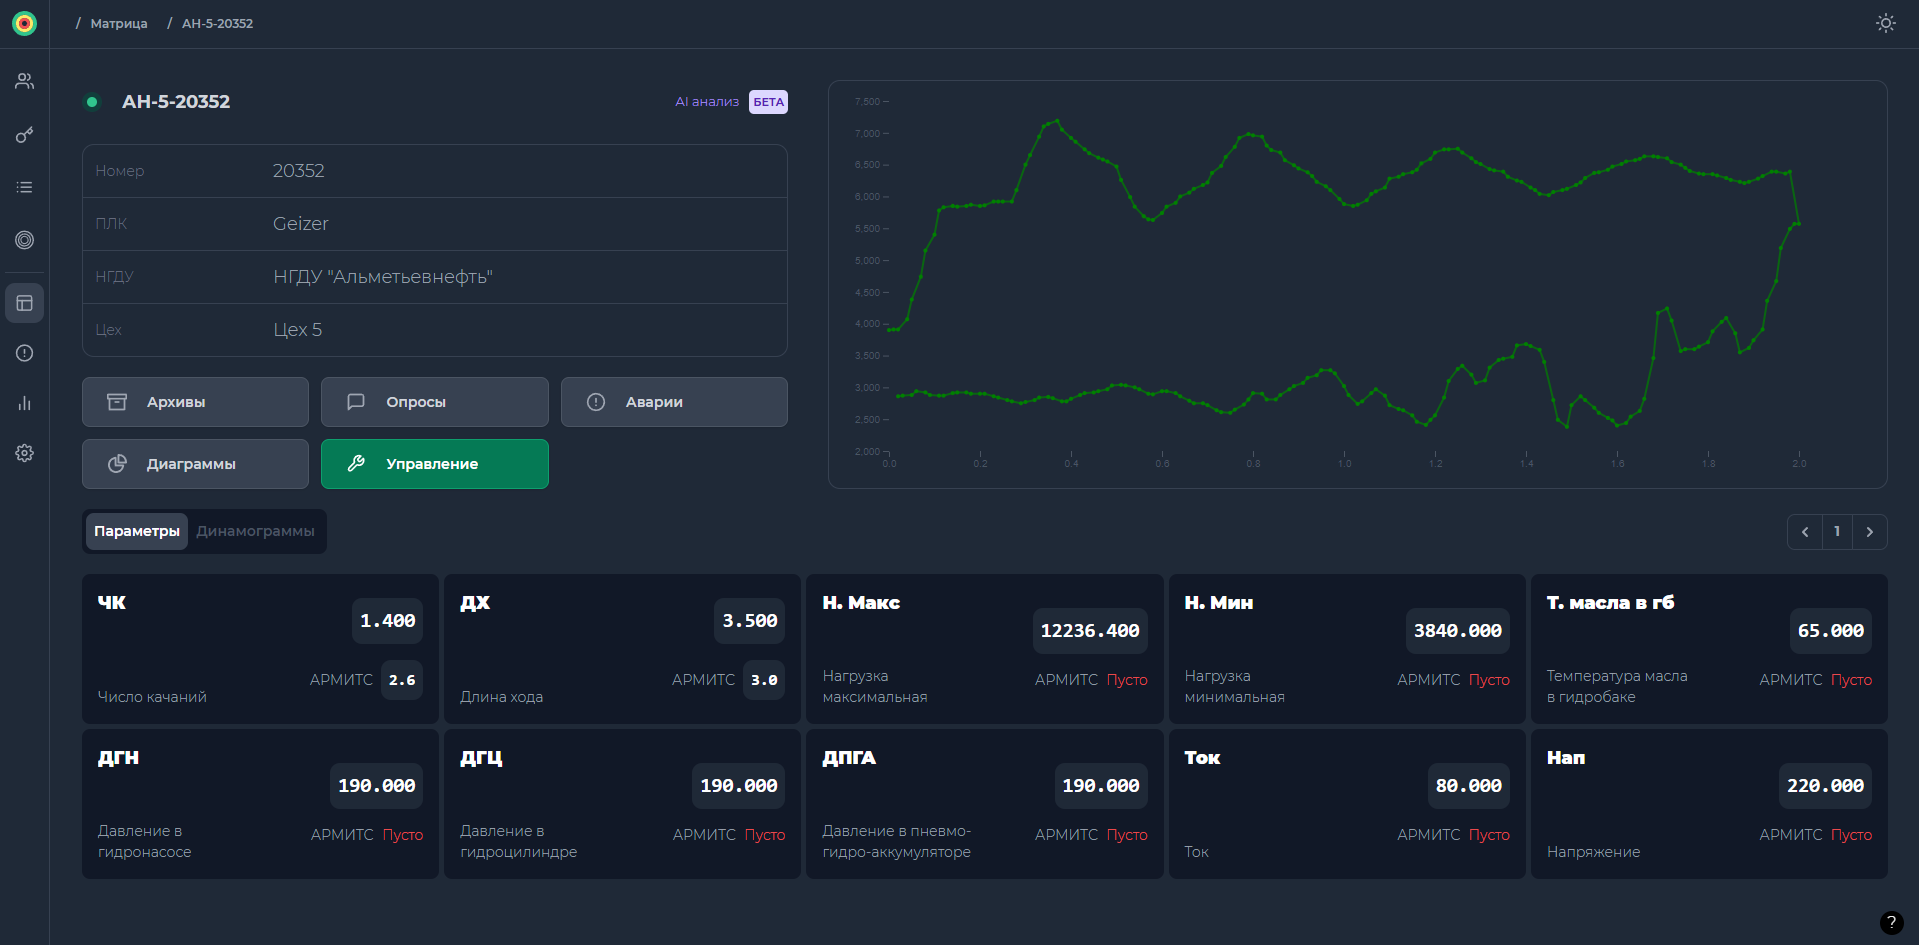 / Матрица / АН-5-20352
АН-5-20352
AI анализ БЕТА
Номер 20352
ПЛК Geizer
НГДУ НГДУ "Альметьевнефть"
Цех Цех 5
Архивы Опросы Аварии
Диаграммы Управление
7,500
7,000
6,500
6,000
5,500
5,000
4,500
4,000
3,500
3,000
2,500
2,000
0.0 0.2 0.4 0.6 0.8 1.0 1.2 1.4 1.6 1.8 2.0
Параметры Динамограммы
1
ЧК
1.400
АРМИТС 2.6
Число качаний
ДХ
3.500
АРМИТС 3.0
Длина хода
Н. Макс
12236.400
Нагрузка
максимальная
АРМИТС Пусто
Н. Мин
3840.000
Нагрузка
минимальная
АРМИТС Пусто
Т. масла в гб
65.000
Температура масла
в гидробаке
АРМИТС Пусто
ДГН
190.000
Давление в
гидронасосе
АРМИТС Пусто
ДГЦ
190.000
Давление в
гидроцилиндре
АРМИТС Пусто
ДПГА
190.000
Давление в пневмо-
гидро-аккумуляторе
АРМИТС Пусто
Ток
80.000
АРМИТС Пусто
Ток
Нап
220.000
АРМИТС Пусто
Напряжение
?